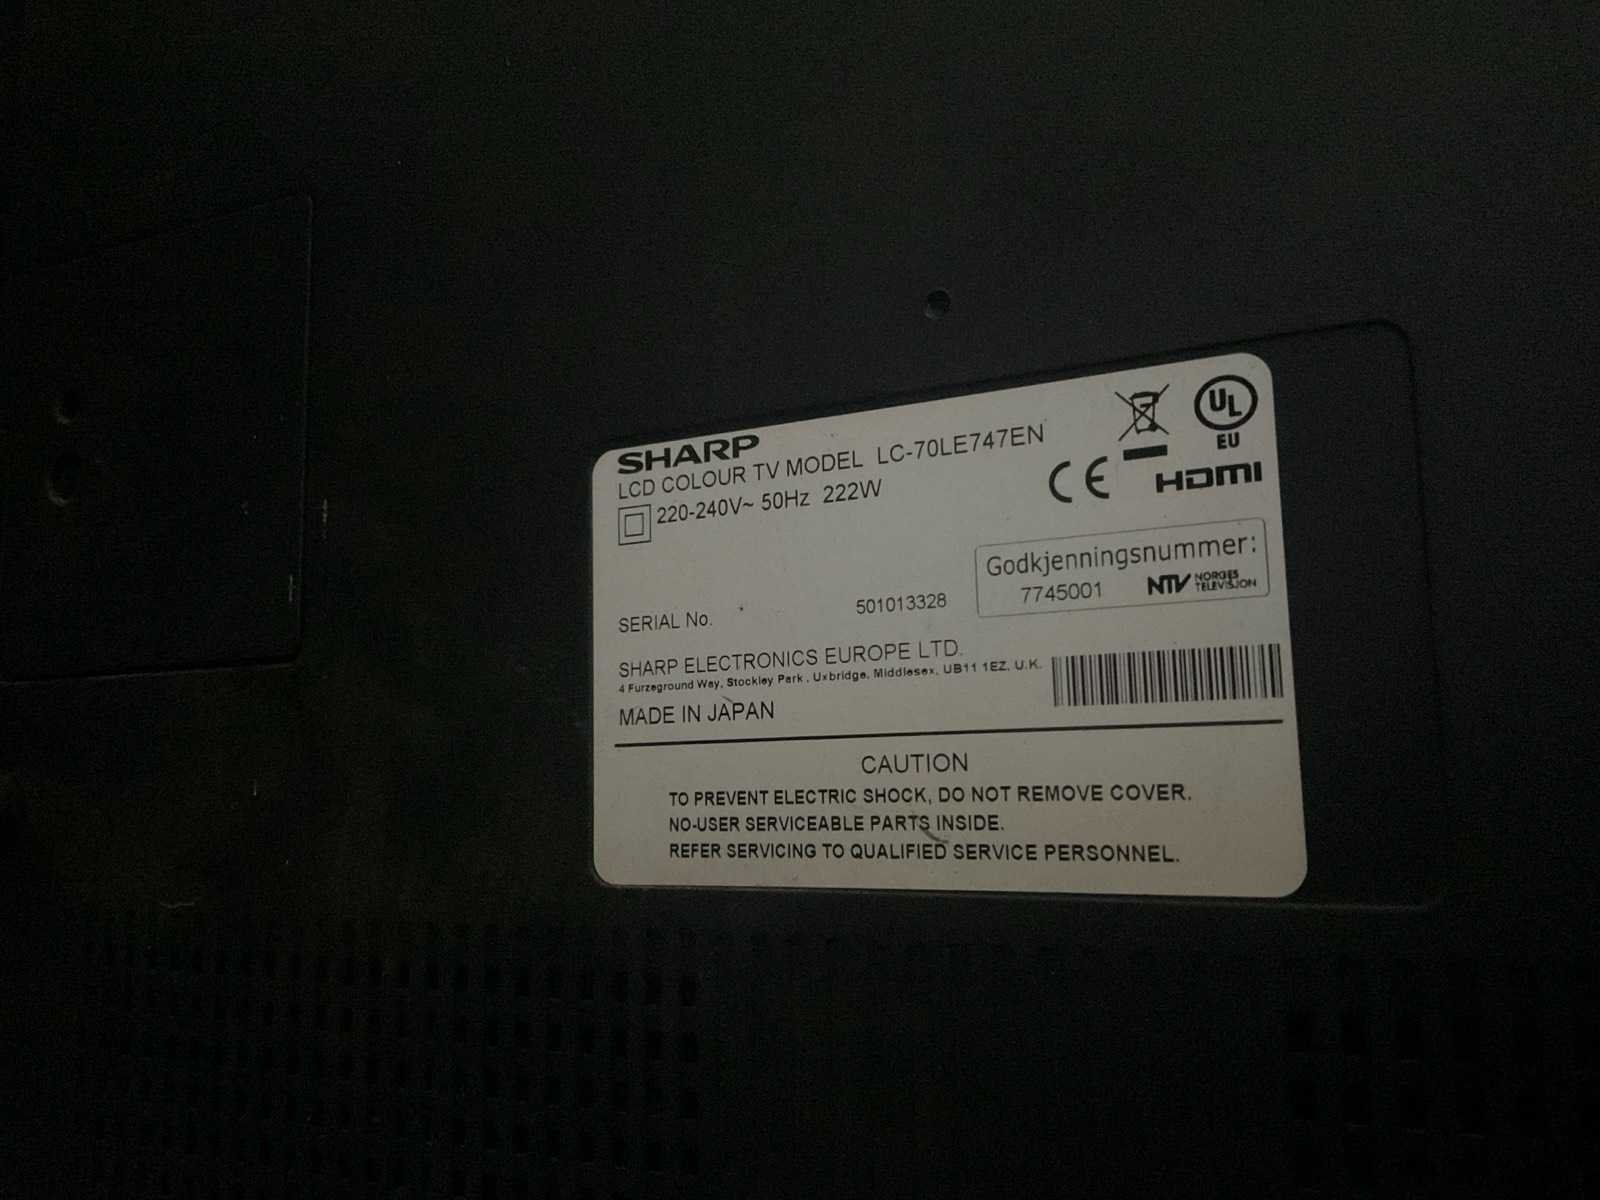 SHARP
LCD COLOUR TV MODEL LC-70LE747EN
220-240V~ 50Hz 222W
UL
EU
CE
HDMI
Godkjenningsnummer:
7745001 NTV NORGES TELEVISJON
SERIAL No. 501013328
SHARP ELECTRONICS EUROPE LTD.
4 Furzeground Way, Stockley Park , Uxbridge, Middlesex, UB11 1EZ, U.K.
MADE IN JAPAN
CAUTION
TO PREVENT ELECTRIC SHOCK, DO NOT REMOVE COVER.
NO-USER SERVICEABLE PARTS INSIDE.
REFER SERVICING TO QUALIFIED SERVICE PERSONNEL.